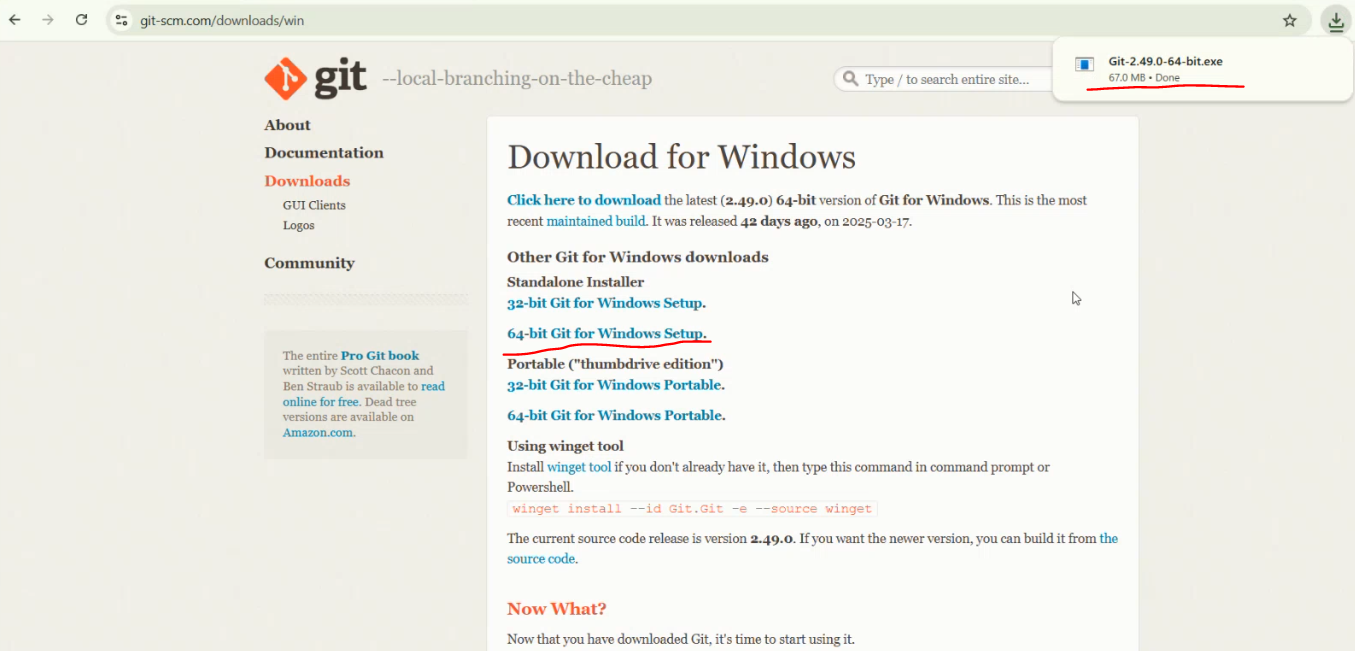 git-scm.com/downloads/win
Git-2.49.0-64-bit.exe
67.0 MB • Done
git --local-branching-on-the-cheap
Type / to search entire site...
About
Documentation
Downloads
GUI Clients
Logos
Community
The entire Pro Git book
written by Scott Chacon and
Ben Straub is available to read
online for free. Dead tree
versions are available on
Amazon.com.
Download for Windows
Click here to download the latest (2.49.0) 64-bit version of Git for Windows. This is the most
recent maintained build. It was released 42 days ago, on 2025-03-17.
Other Git for Windows downloads
Standalone Installer
32-bit Git for Windows Setup.
64-bit Git for Windows Setup.
Portable ("thumbdrive edition")
32-bit Git for Windows Portable.
64-bit Git for Windows Portable.
Using winget tool
Install winget tool if you don't already have it, then type this command in command prompt or
Powershell.
winget install --id Git.Git -e --source winget
The current source code release is version 2.49.0. If you want the newer version, you can build it from the
source code.
Now What?
Now that you have downloaded Git, it's time to start using it.